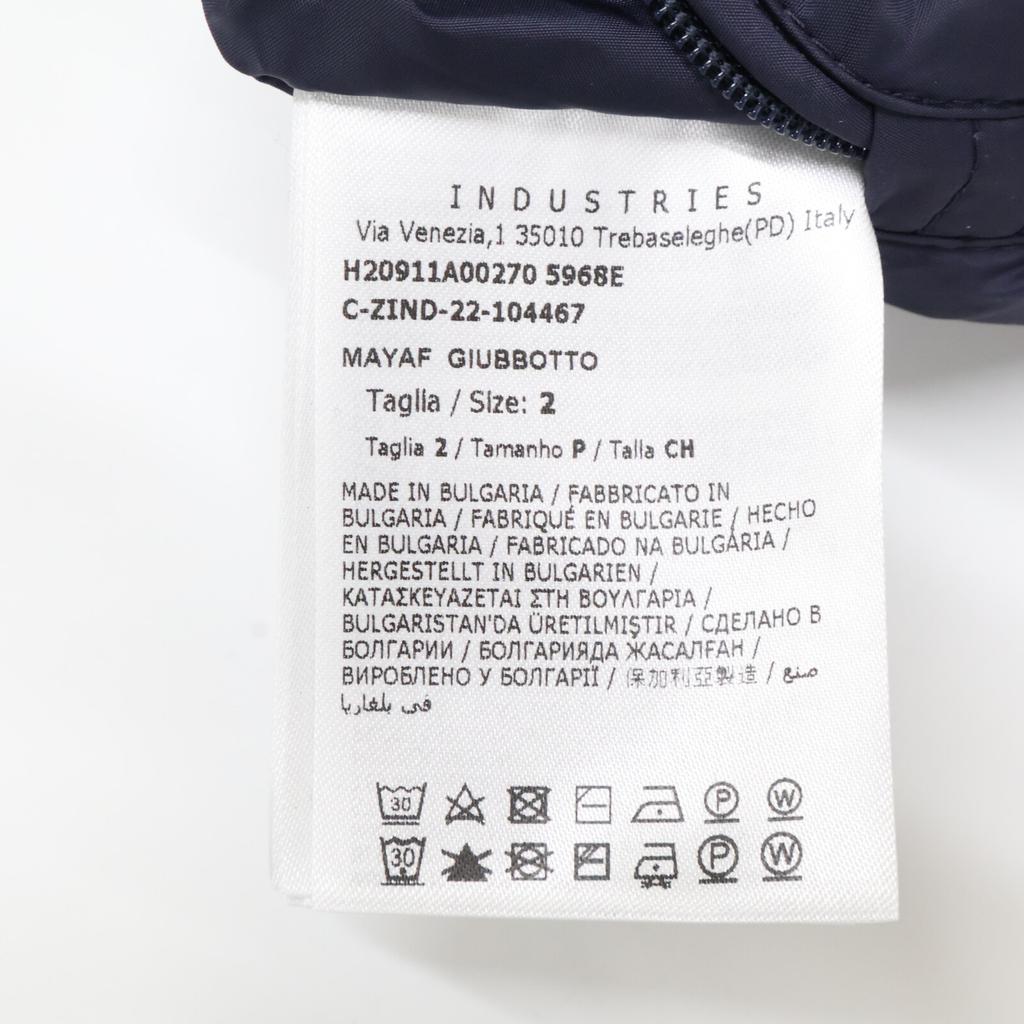 INDUSTRIES
Via Venezia,1 35010 Trebaseleghe(PD) Italy
H20911A00270 5968E
C-ZIND-22-104467
MAYAF GIUBBOTTO
Taglia / Size: 2
Taglia 2 / Tamanho P / Talla CH
MADE IN BULGARIA / FABBRICATO IN
BULGARIA / FABRIQUÉ EN BULGARIE / HECHO
EN BULGARIA / FABRICADO NA BULGÁRIA /
HERGESTELLT IN BULGARIEN /
ΚΑΤΑΣΚΕΥΑΖΕΤΑΙ ΣΤΗ ΒΟΥΛΓΑΡΙΑ /
BULGARISTAN'DA ÜRETILMIŞTIR / СДЕЛАНО В
БОЛГАРИИ / БОЛГАРИЯДА ЖАСАЛҒАН /
ВИРОБЛЕНО У БОЛГАРІЇ / 保加利亞製造 / صنع
في بلغاريا
30 P W
30 P W